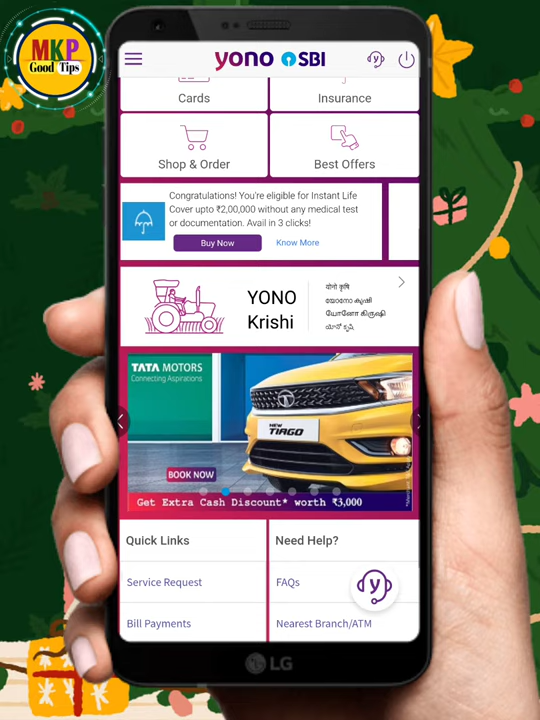 MKP
Good Tips
yono SBI
Cards
Insurance
Shop & Order
Best Offers
Congratulations! You're eligible for Instant Life
Cover upto ₹2,00,000 without any medical test
or documentation. Avail in 3 clicks!
Buy Now
Know More
YONO
Krishi
योनो कृषि
യോനോ കൃഷി
யோனோ கிருஷி
TATA MOTORS
Connecting Aspirations
NEW
TIAGO
BOOK NOW
Get Extra Cash Discount* worth ₹3,000
Quick Links
Need Help?
Service Request
FAQs
Bill Payments
Nearest Branch/ATM
LG